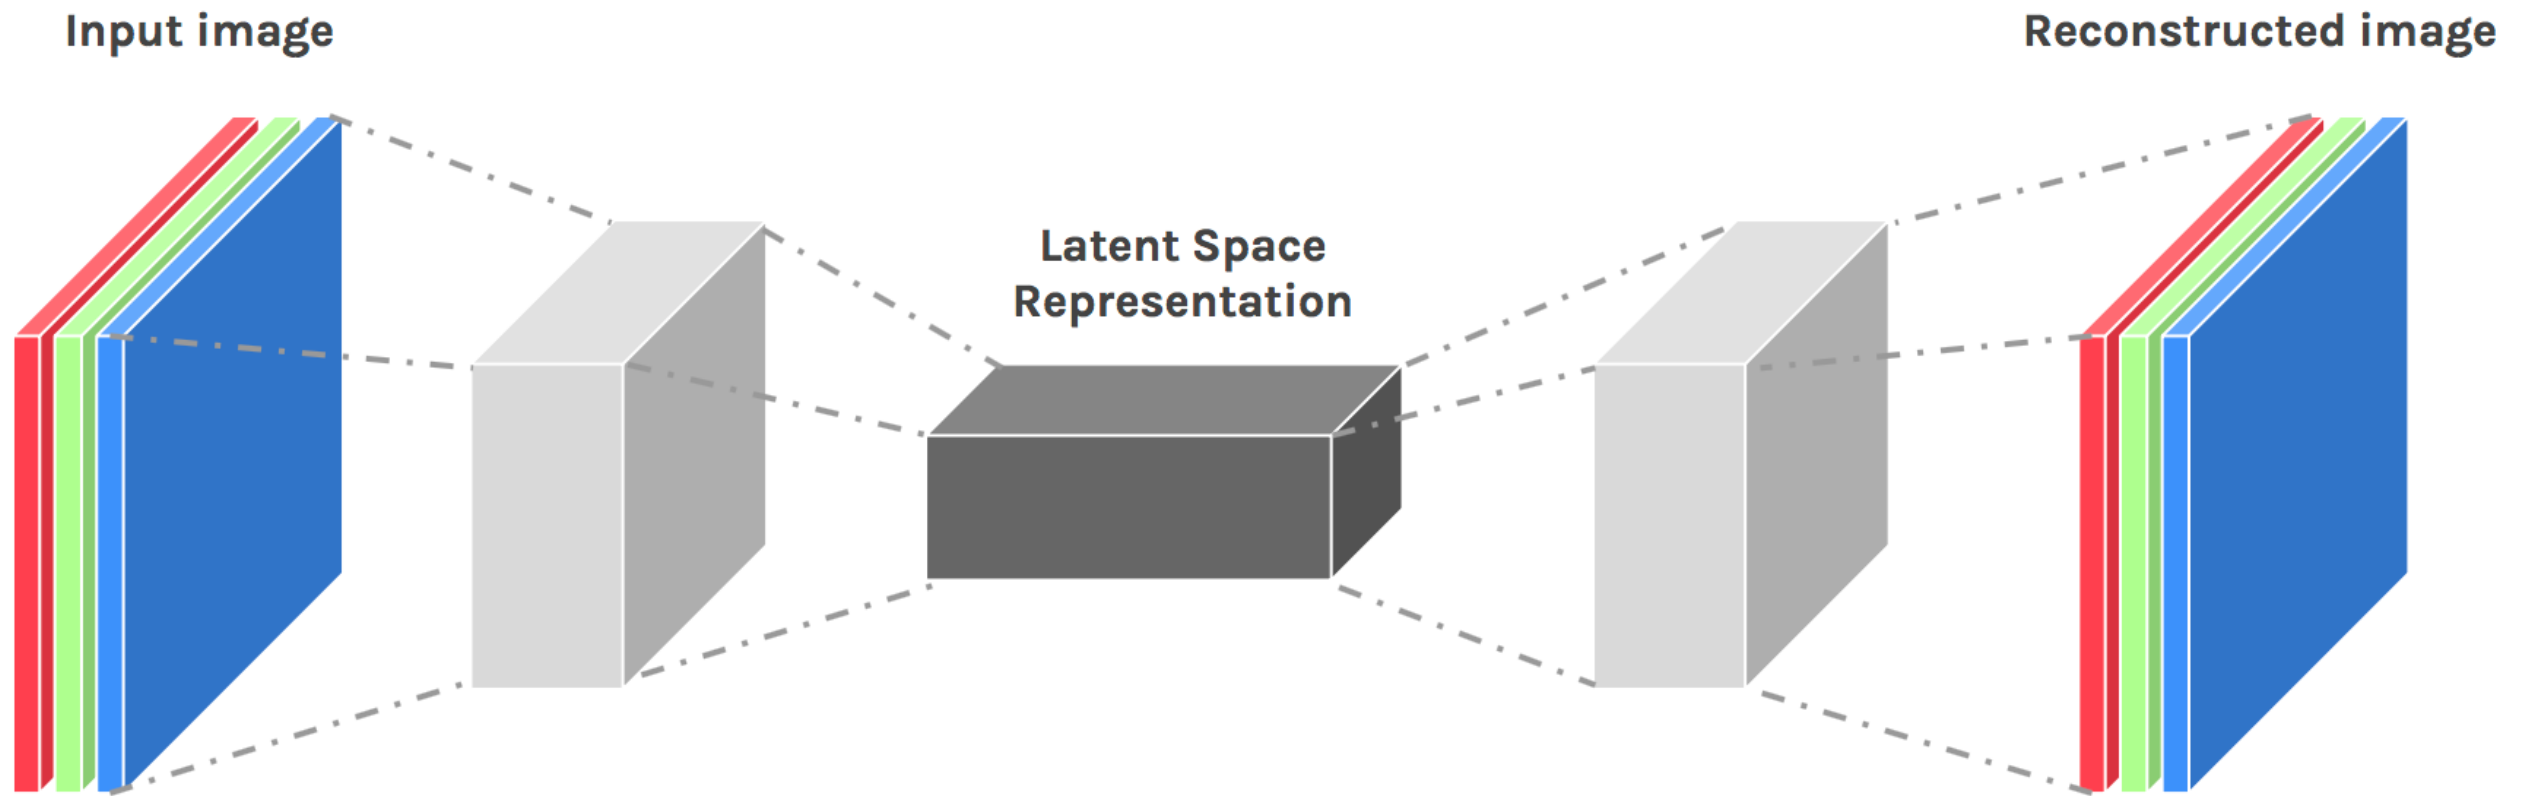 Input image
Reconstructed image
Latent Space
Representation